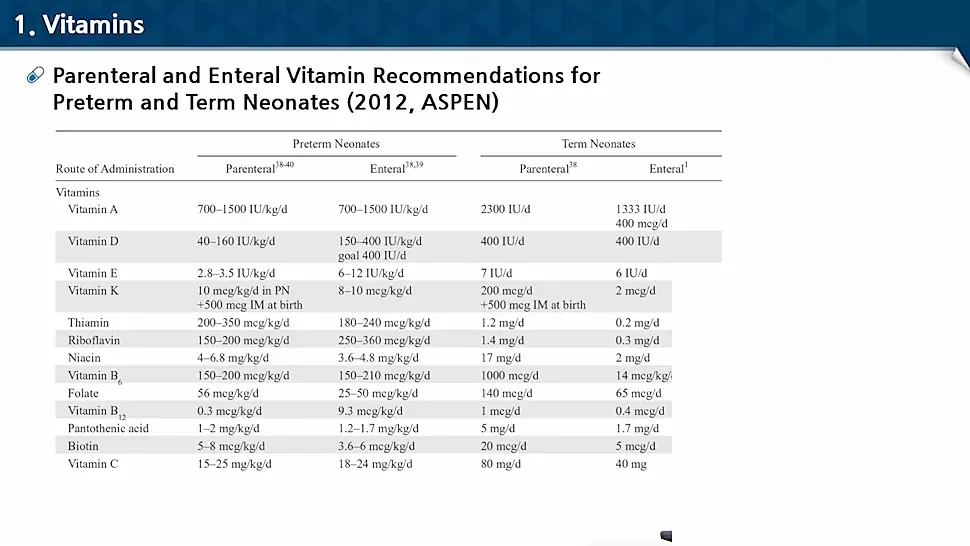 1. Vitamins
Parenteral and Enteral Vitamin Recommendations for
Preterm and Term Neonates (2012, ASPEN)
Preterm Neonates Term Neonates
Route of Administration Parenteral38-40 Enteral38,39 Parenteral38 Enteral1
Vitamins
Vitamin A 700–1500 IU/kg/d 700–1500 IU/kg/d 2300 IU/d 1333 IU/d
400 mcg/d
Vitamin D 40–160 IU/kg/d 150–400 IU/kg/d 400 IU/d 400 IU/d
goal 400 IU/d
Vitamin E 2.8–3.5 IU/kg/d 6–12 IU/kg/d 7 IU/d 6 IU/d
Vitamin K 10 mcg/kg/d in PN 8–10 mcg/kg/d 200 mcg/d 2 mcg/d
+500 mcg IM at birth +500 mcg IM at birth
Thiamin 200–350 mcg/kg/d 180–240 mcg/kg/d 1.2 mg/d 0.2 mg/d
Riboflavin 150–200 mcg/kg/d 250–360 mcg/kg/d 1.4 mg/d 0.3 mg/d
Niacin 4–6.8 mg/kg/d 3.6–4.8 mg/kg/d 17 mg/d 2 mg/d
Vitamin B6 150–200 mcg/kg/d 150–210 mcg/kg/d 1000 mcg/d 14 mcg/kg/
Folate 56 mcg/kg/d 25–50 mcg/kg/d 140 mcg/d 65 mcg/d
Vitamin B12 0.3 mcg/kg/d 9.3 mcg/kg/d 1 mcg/d 0.4 mcg/d
Pantothenic acid 1–2 mg/kg/d 1.2–1.7 mg/kg/d 5 mg/d 1.7 mg/d
Biotin 5–8 mcg/kg/d 3.6–6 mcg/kg/d 20 mcg/d 5 mcg/d
Vitamin C 15–25 mg/kg/d 18–24 mg/kg/d 80 mg/d 40 mg